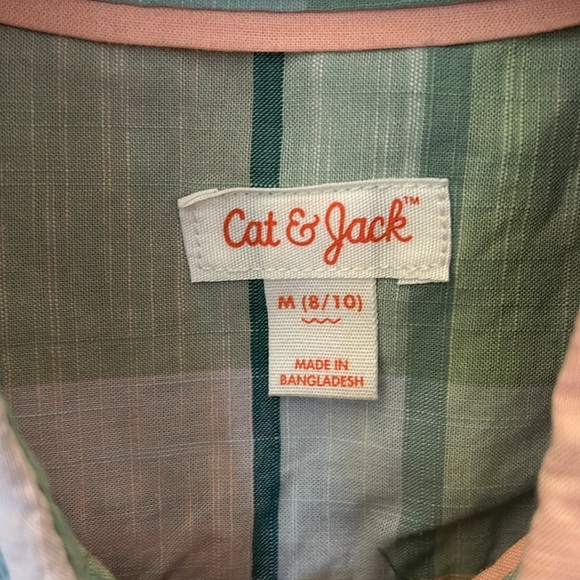 Cat & Jack™
M (8/10)
MADE IN
BANGLADESH